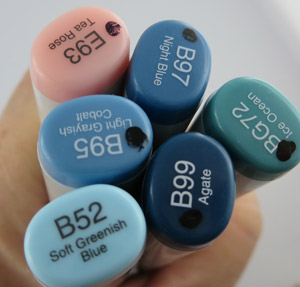 E93
Tea Rose
B97
Night Blue
BG72
Ice Ocean
B95
Light Grayish
Cobalt
B99
Agate
B52
Soft Greenish
Blue